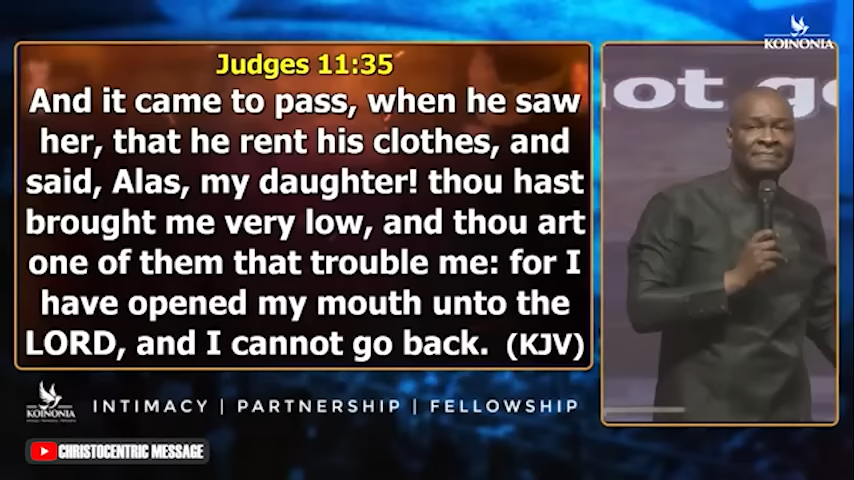 KOINONIA
ot g
Judges 11:35
And it came to pass, when he saw
her, that he rent his clothes, and
said, Alas, my daughter! thou hast
brought me very low, and thou art
one of them that trouble me: for I
have opened my mouth unto the
LORD, and I cannot go back. (KJV)
KOINONIA
INTIMACY | PARTNERSHIP | FELLOWSHIP
CHRISTOCENTRIC MESSAGE